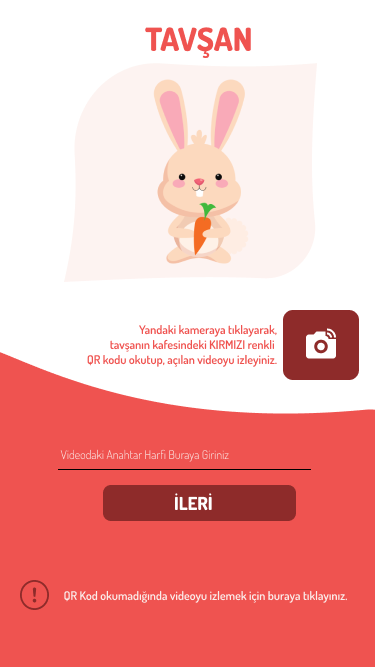 TAVŞAN
Yandaki kameraya tıklayarak,
tavşanın kafesindeki KIRMIZI renkli
QR kodu okutup, açılan videoyu izleyiniz.
Videodaki Anahtar Harfi Buraya Giriniz
İLERİ
! QR Kod okumadığında videoyu izlemek için buraya tıklayınız.